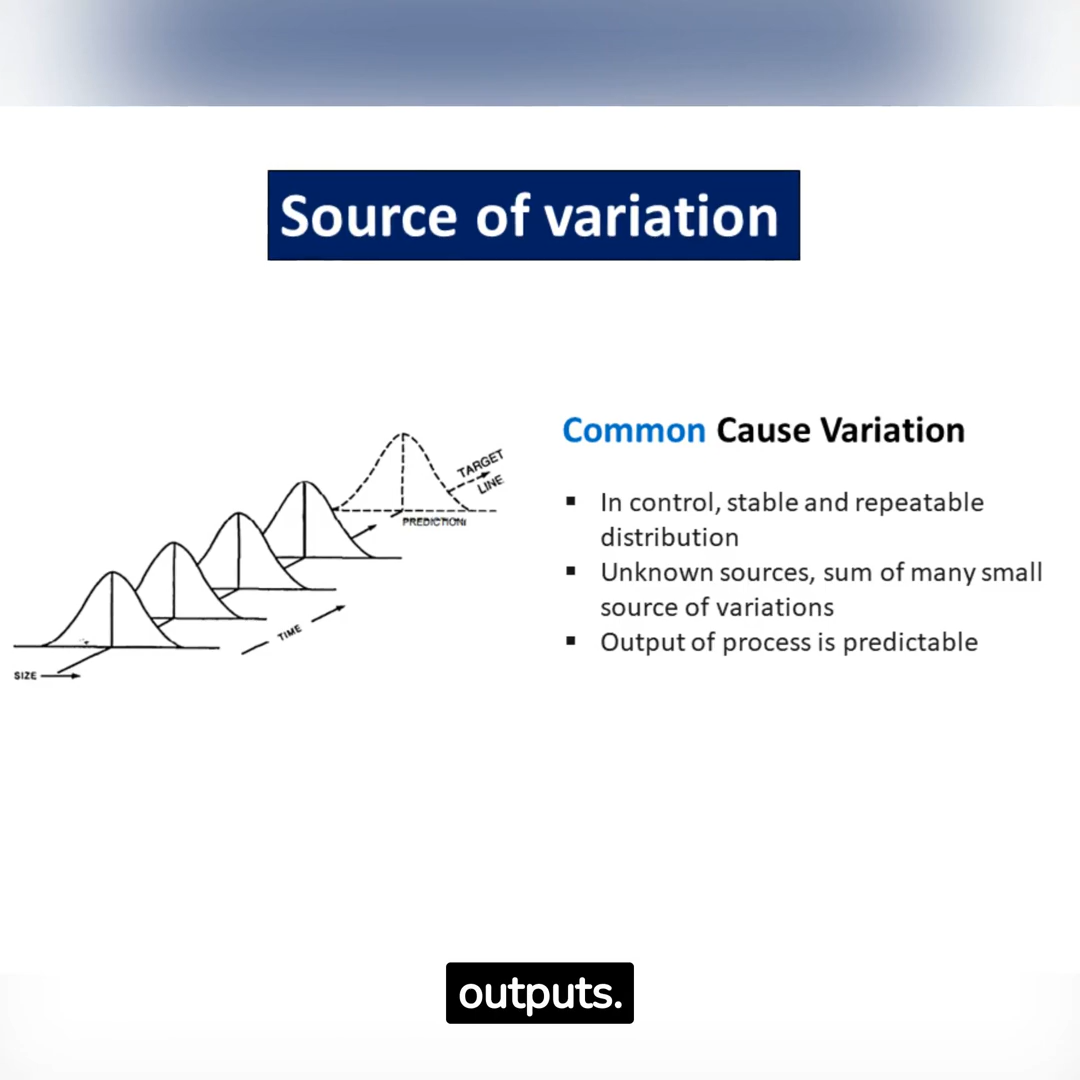 Source of variation
Common Cause Variation
▪ In control, stable and repeatable
distribution
▪ Unknown sources, sum of many small
source of variations
▪ Output of process is predictable
TARGET
LINE
PREDICTION
TIME
SIZE
outputs.